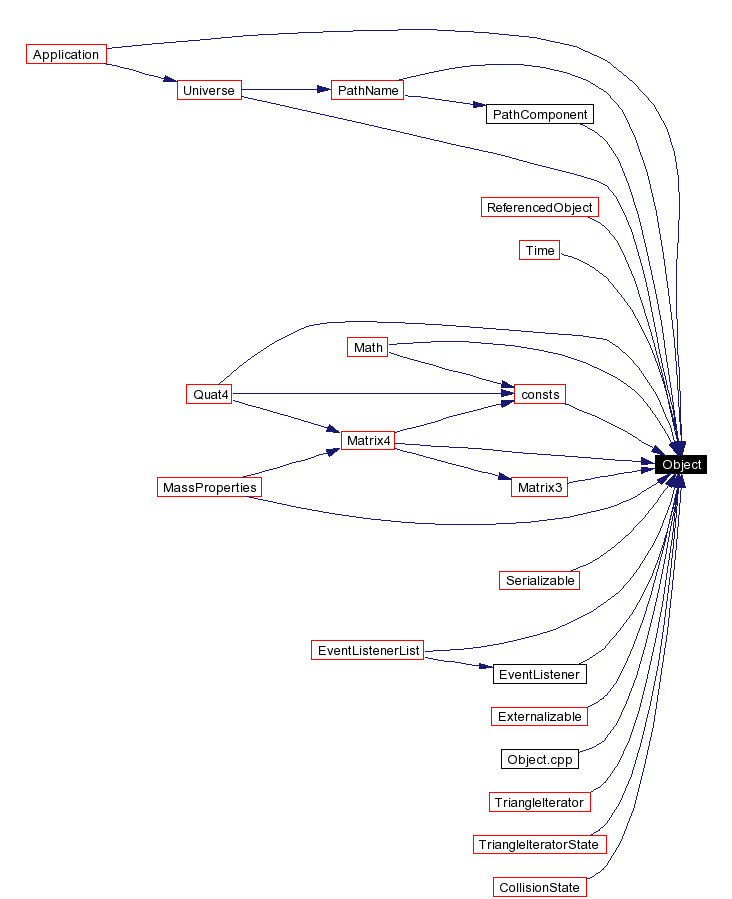 Application
Universe
PathName
PathComponent
ReferencedObject
Time
Math
Quat4
consts
Matrix4
Object
MassProperties
Matrix3
Serializable
EventListenerList
EventListener
Externalizable
Object.cpp
TriangleIterator
TriangleIteratorState
CollisionState